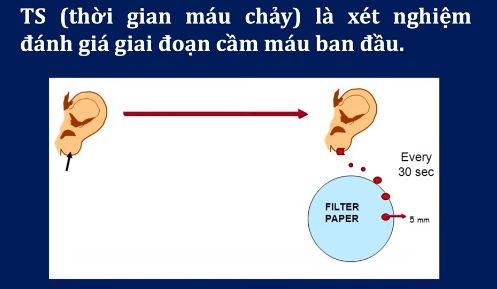 TS (thời gian máu chảy) là xét nghiệm
đánh giá giai đoạn cầm máu ban đầu.
Every
30 sec
FILTER
PAPER
5 mm